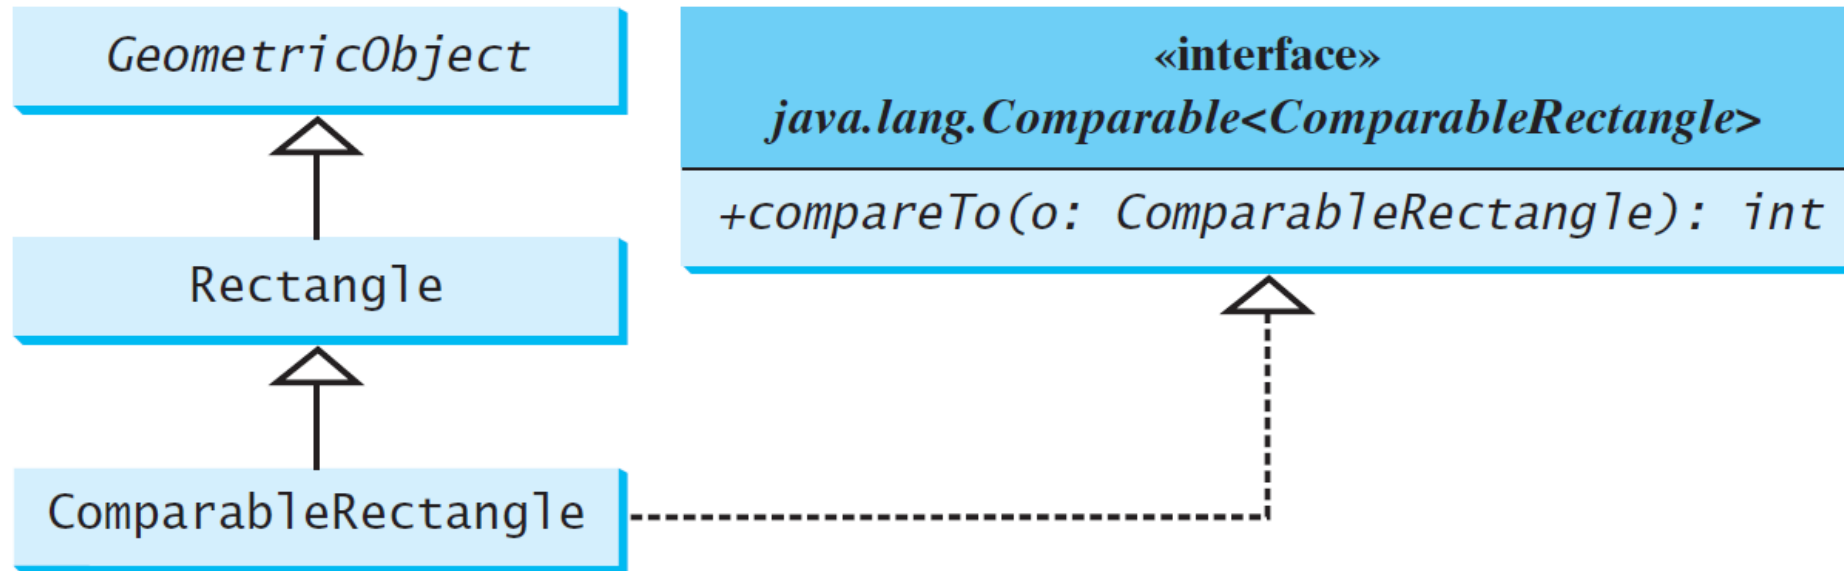 GeometricObject
Rectangle
ComparableRectangle
«interface»
java.lang.Comparable<ComparableRectangle>
+compareTo(o: ComparableRectangle): int